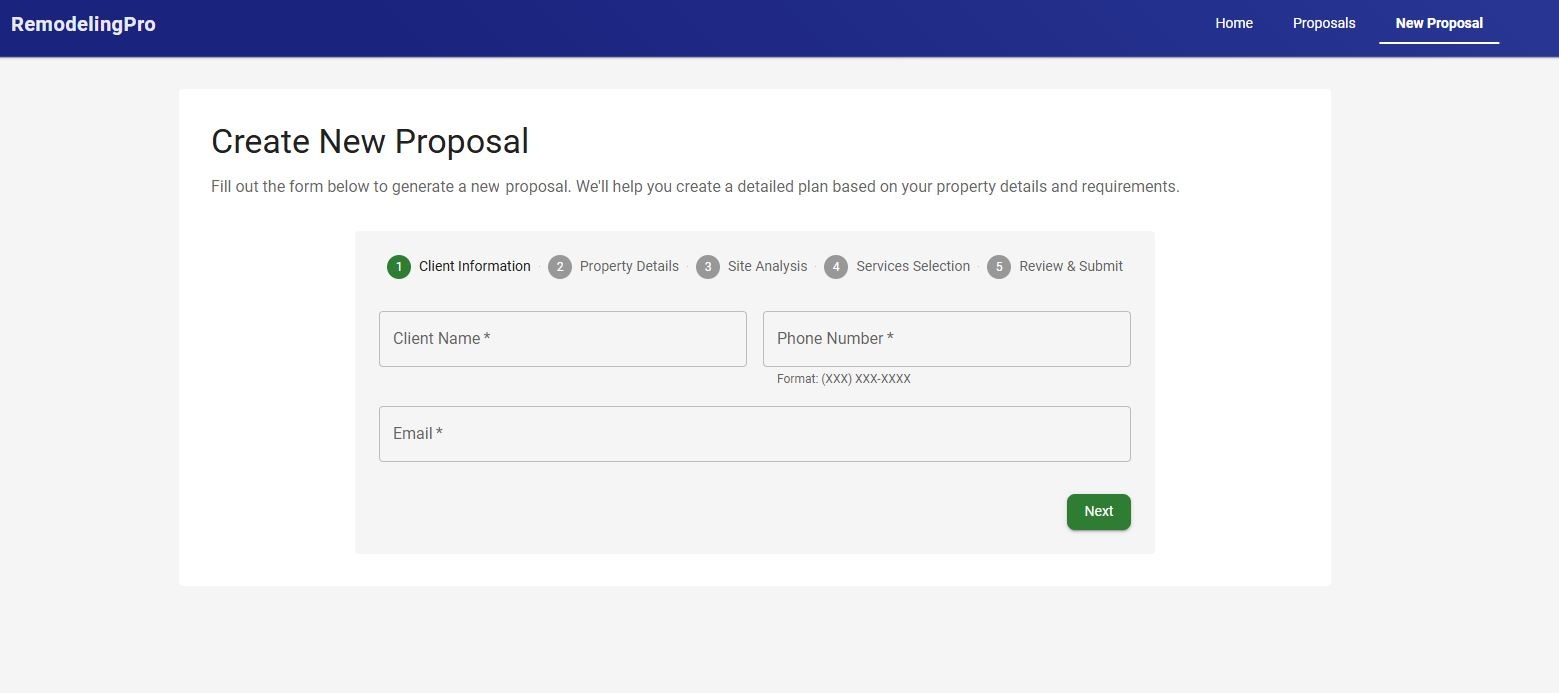 RemodelingPro Home Proposals New Proposal
Create New Proposal
Fill out the form below to generate a new proposal. We'll help you create a detailed plan based on your property details and requirements.
1 Client Information 2 Property Details 3 Site Analysis 4 Services Selection 5 Review & Submit
Client Name * Phone Number *
Format: (XXX) XXX-XXXX
Email *
Next